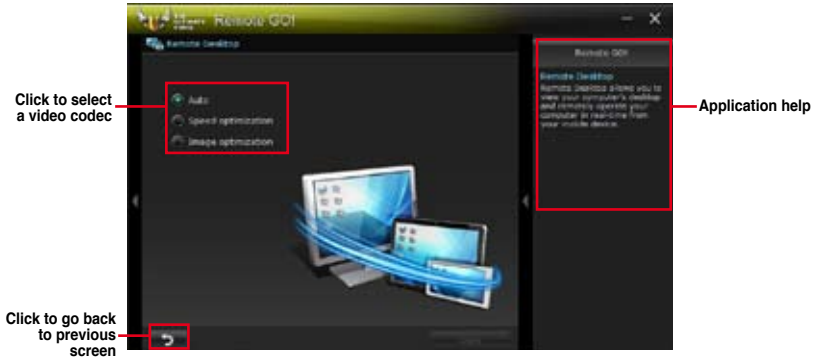 Remote GO!
Remote Desktop
Click to select
a video codec
Auto
Speed optimization
Image optimization
Remote GO!
Remote Desktop
Remote Desktop allows you to
view your computer's desktop
and remotely operate your
computer in real-time from
your mobile device.
Application help
Click to go back
to previous
screen